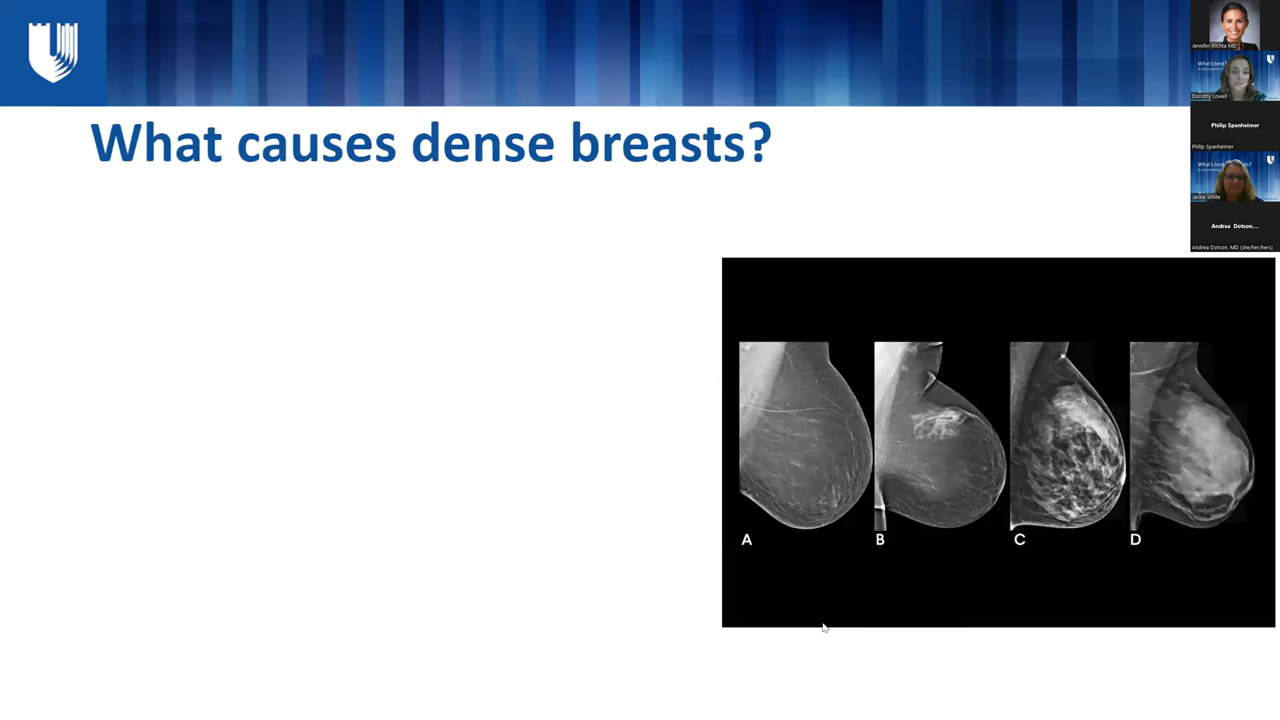 What causes dense breasts?
Jennifer Plichta MD
Dorothy Lowell
Philip Spanheimer
Philip Spanheimer
Jackie White
Andrea Dotson,...
Andrea Dotson, MD (she/her/hers)
A
B
C
D